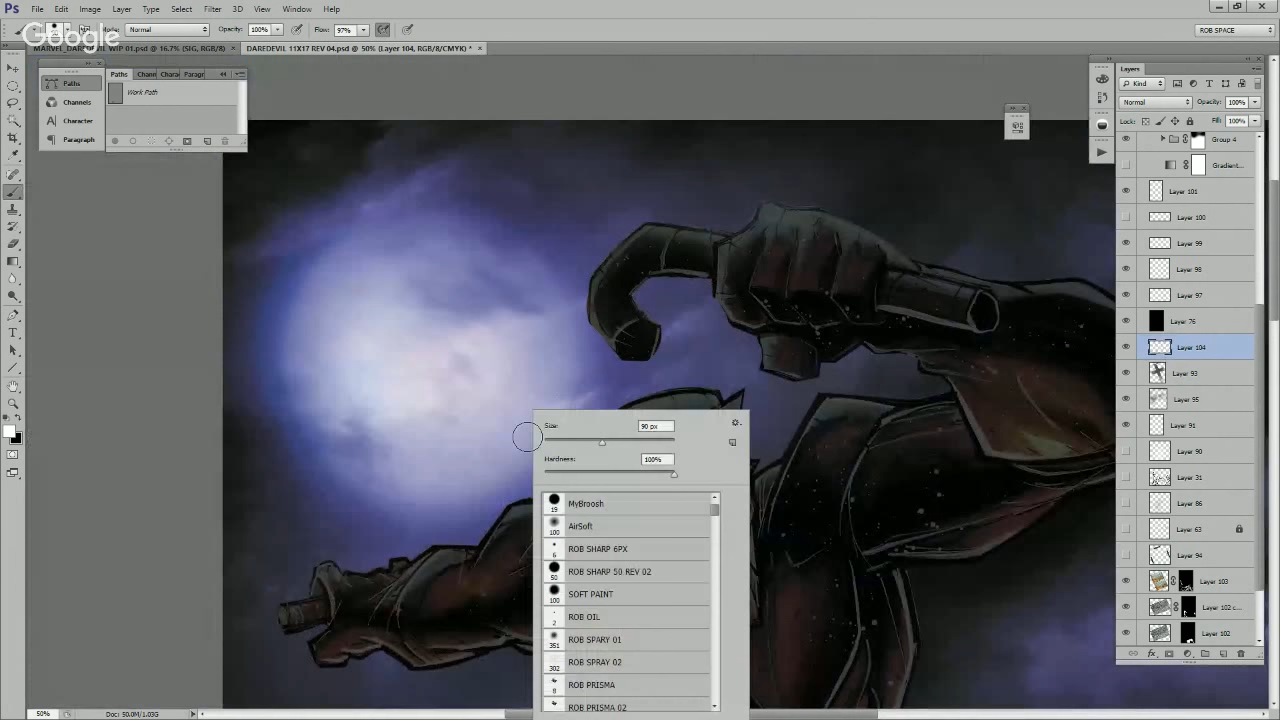 Ps File Edit Image Layer Type Select Filter 3D View Window Help
Mode: Normal Opacity: 100% Flow: 97% ROB SPACE
Google
MARVEL_DAREDEVIL WIP 01.psd @ 16.7% (SIG, RGB/8) × DAREDEVIL 11X17 REV 04.psd @ 50% (Layer 104, RGB/8/CMYK) * ×
Paths
Channels
Character
Paragraph
Paths Chann Chara Paragr
Work Path
Layers
Kind
Normal Opacity: 100%
Lock: Fill: 100%
Group 4
Gradient...
Layer 101
Layer 100
Layer 99
Layer 98
Layer 97
Layer 76
Layer 104
Layer 93
Layer 95
Layer 91
Layer 90
Layer 31
Layer 86
Layer 63
Layer 94
Layer 103
Layer 102 c...
Layer 102
fx
Size: 90 px
Hardness: 100%
19 MyBroosh
100 AirSoft
6 ROB SHARP 6PX
50 ROB SHARP 50 REV 02
100 SOFT PAINT
2 ROB OIL
351 ROB SPARY 01
302 ROB SPRAY 02
8 ROB PRISMA
ROB PRISMA 02
50% Doc: 50.0M/1.03G